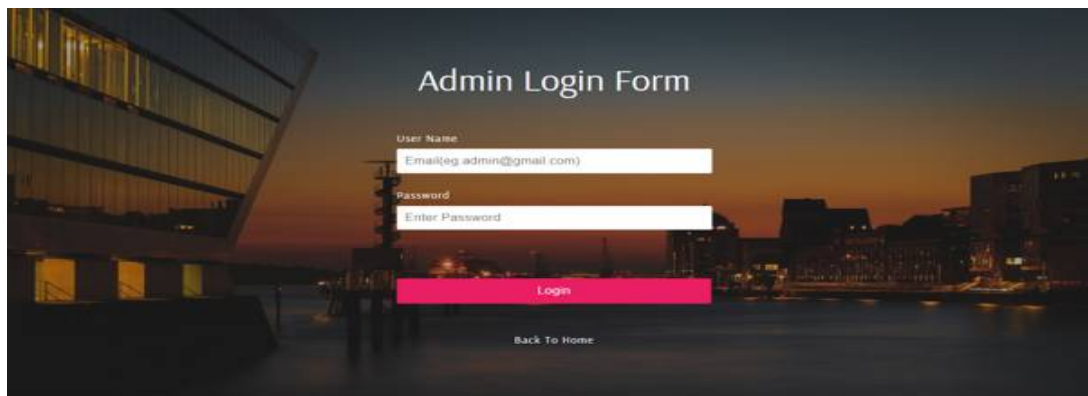 Admin Login Form
User Name
Email(eg admin@gmail.com)
Password
Enter Password
Login
Back To Home